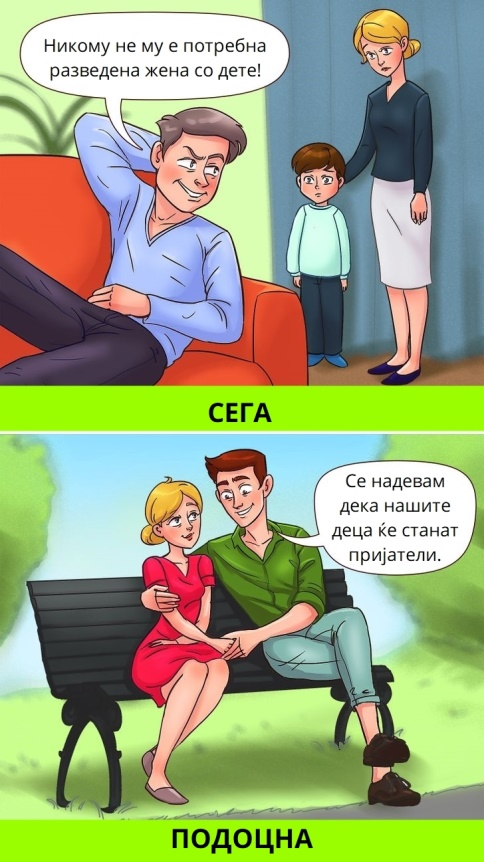 Никому не му е потребна
разведена жена со дете!
СЕГА
Се надевам
дека нашите
деца ќе станат
пријатели.
ПОДОЦНА